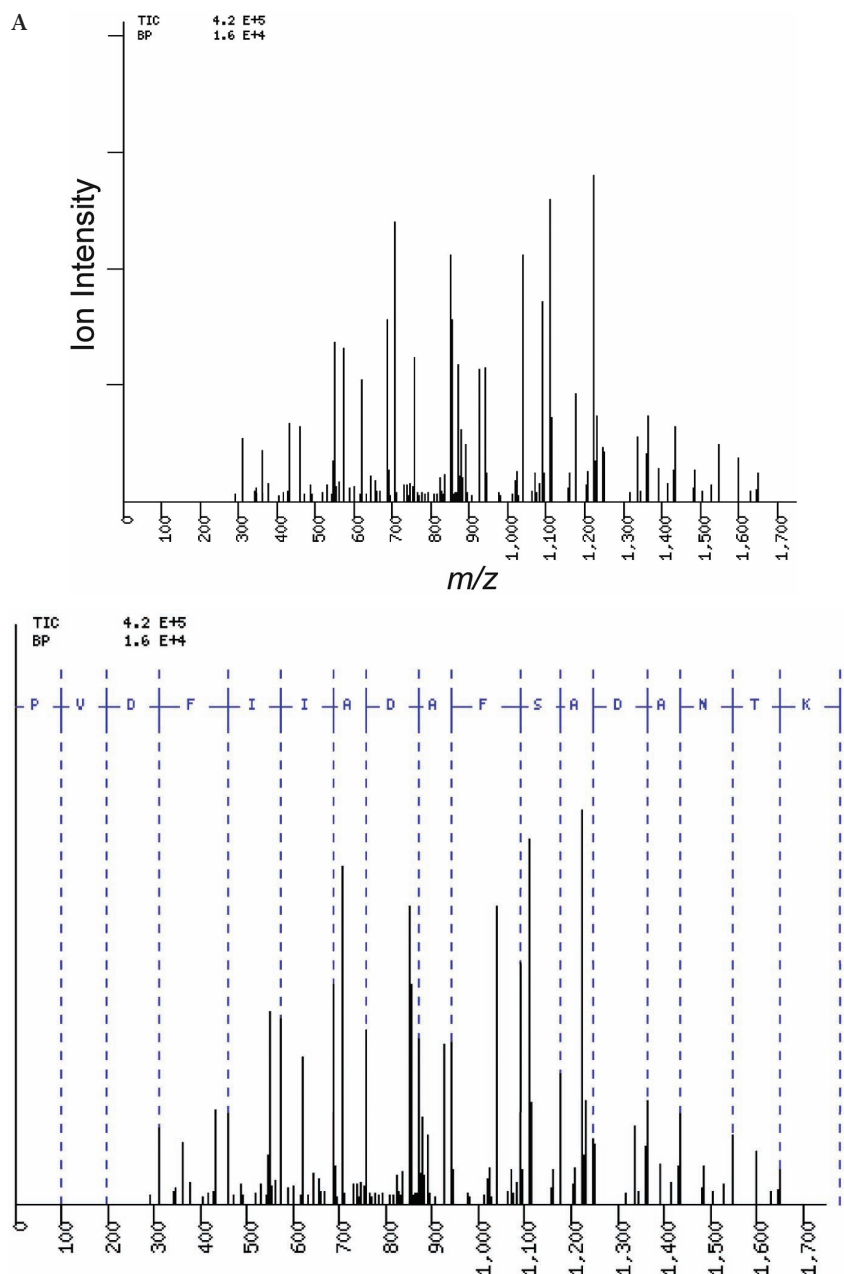 A
TIC 4.2 E+5
BP 1.6 E+4
Ion Intensity
0 100 200 300 400 500 600 700 800 900 1,000 1,100 1,200 1,300 1,400 1,500 1,600 1,700
m/z
TIC 4.2 E+5
BP 1.6 E+4
P V D F I I A D A F S A D A N T K
0 100 200 300 400 500 600 700 800 900 1,000 1,100 1,200 1,300 1,400 1,500 1,600 1,700